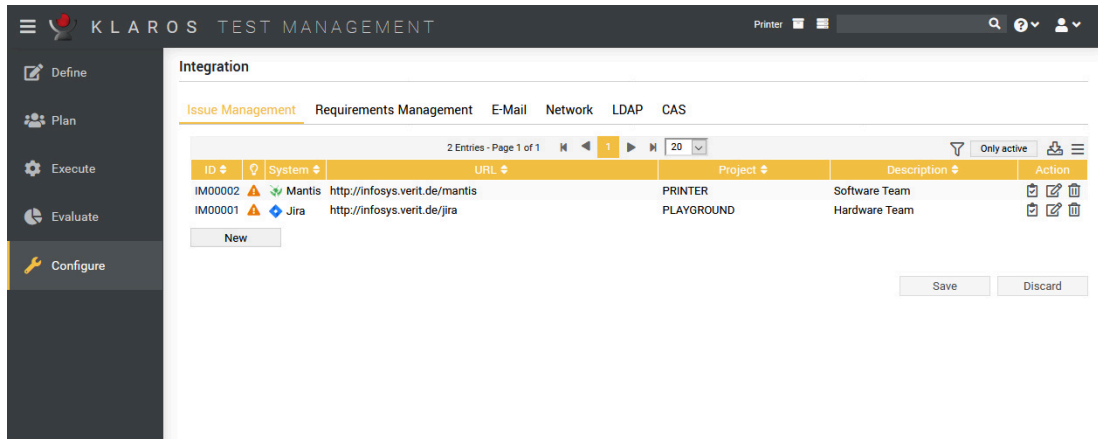 KLAROS TEST MANAGEMENT
Printer
Define
Plan
Execute
Evaluate
Configure
Integration
Issue Management Requirements Management E-Mail Network LDAP CAS
2 Entries - Page 1 of 1 1 20 Only active
ID System URL Project Description Action
IM00002 Mantis http://infosys.verit.de/mantis PRINTER Software Team
IM00001 Jira http://infosys.verit.de/jira PLAYGROUND Hardware Team
New
Save Discard